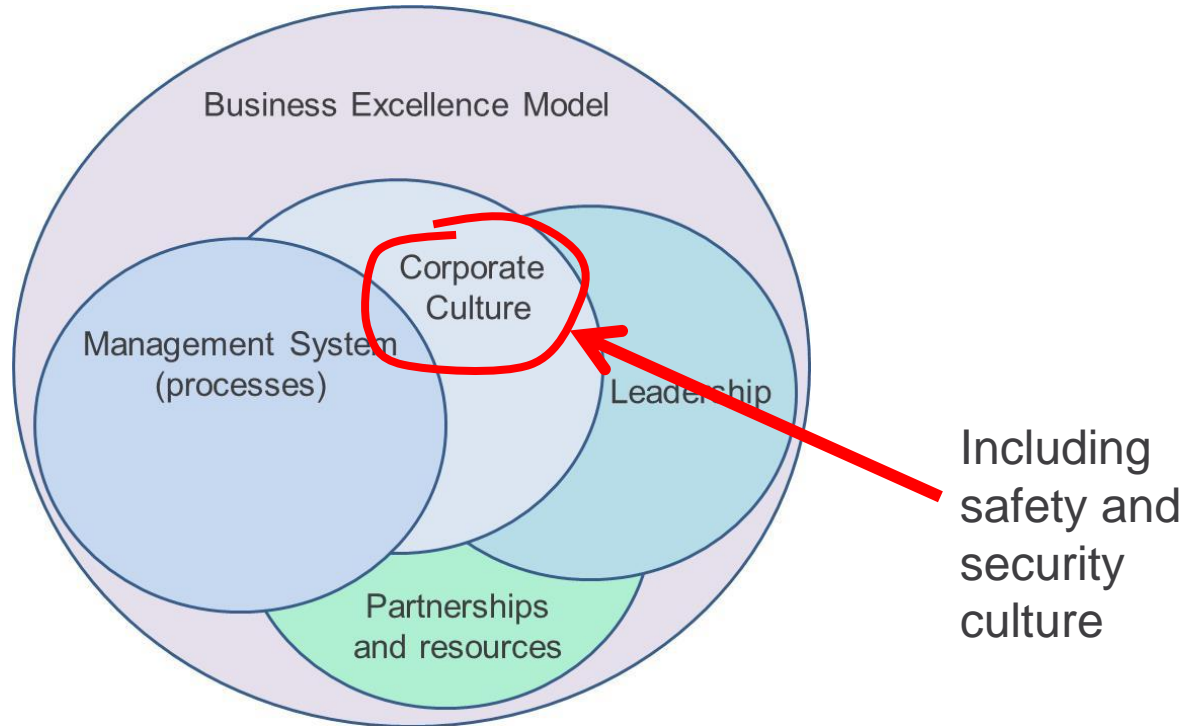 Business Excellence Model
Corporate
Culture
Management System
(processes)
Leadership
Including
safety and
security
culture
Partnerships
and resources